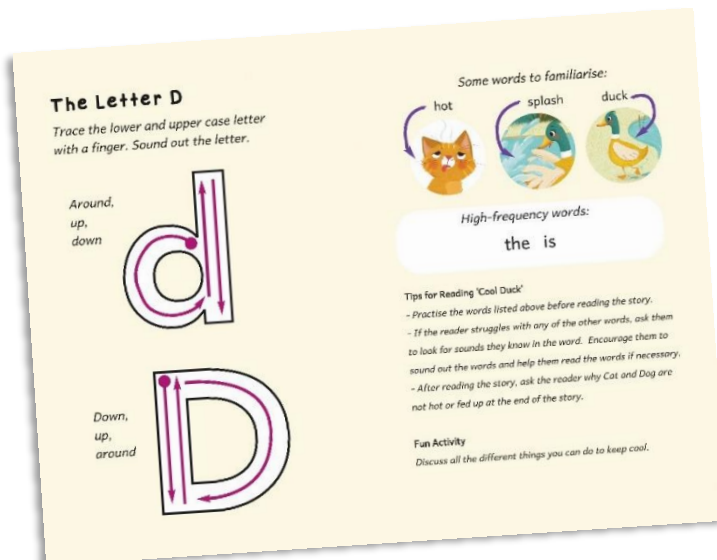 The Letter D
Trace the lower and upper case letter
with a finger. Sound out the letter.
Around,
up,
down
d
Down,
up,
around
D
Some words to familiarise:
hot
splash
duck
High-frequency words:
the is
Tips for Reading 'Cool Duck'
- Practise the words listed above before reading the story.
- If the reader struggles with any of the other words, ask them
to look for sounds they know in the word. Encourage them to
sound out the words and help them read the words if necessary.
- After reading the story, ask the reader why Cat and Dog are
not hot or fed up at the end of the story.
Fun Activity
Discuss all the different things you can do to keep cool.